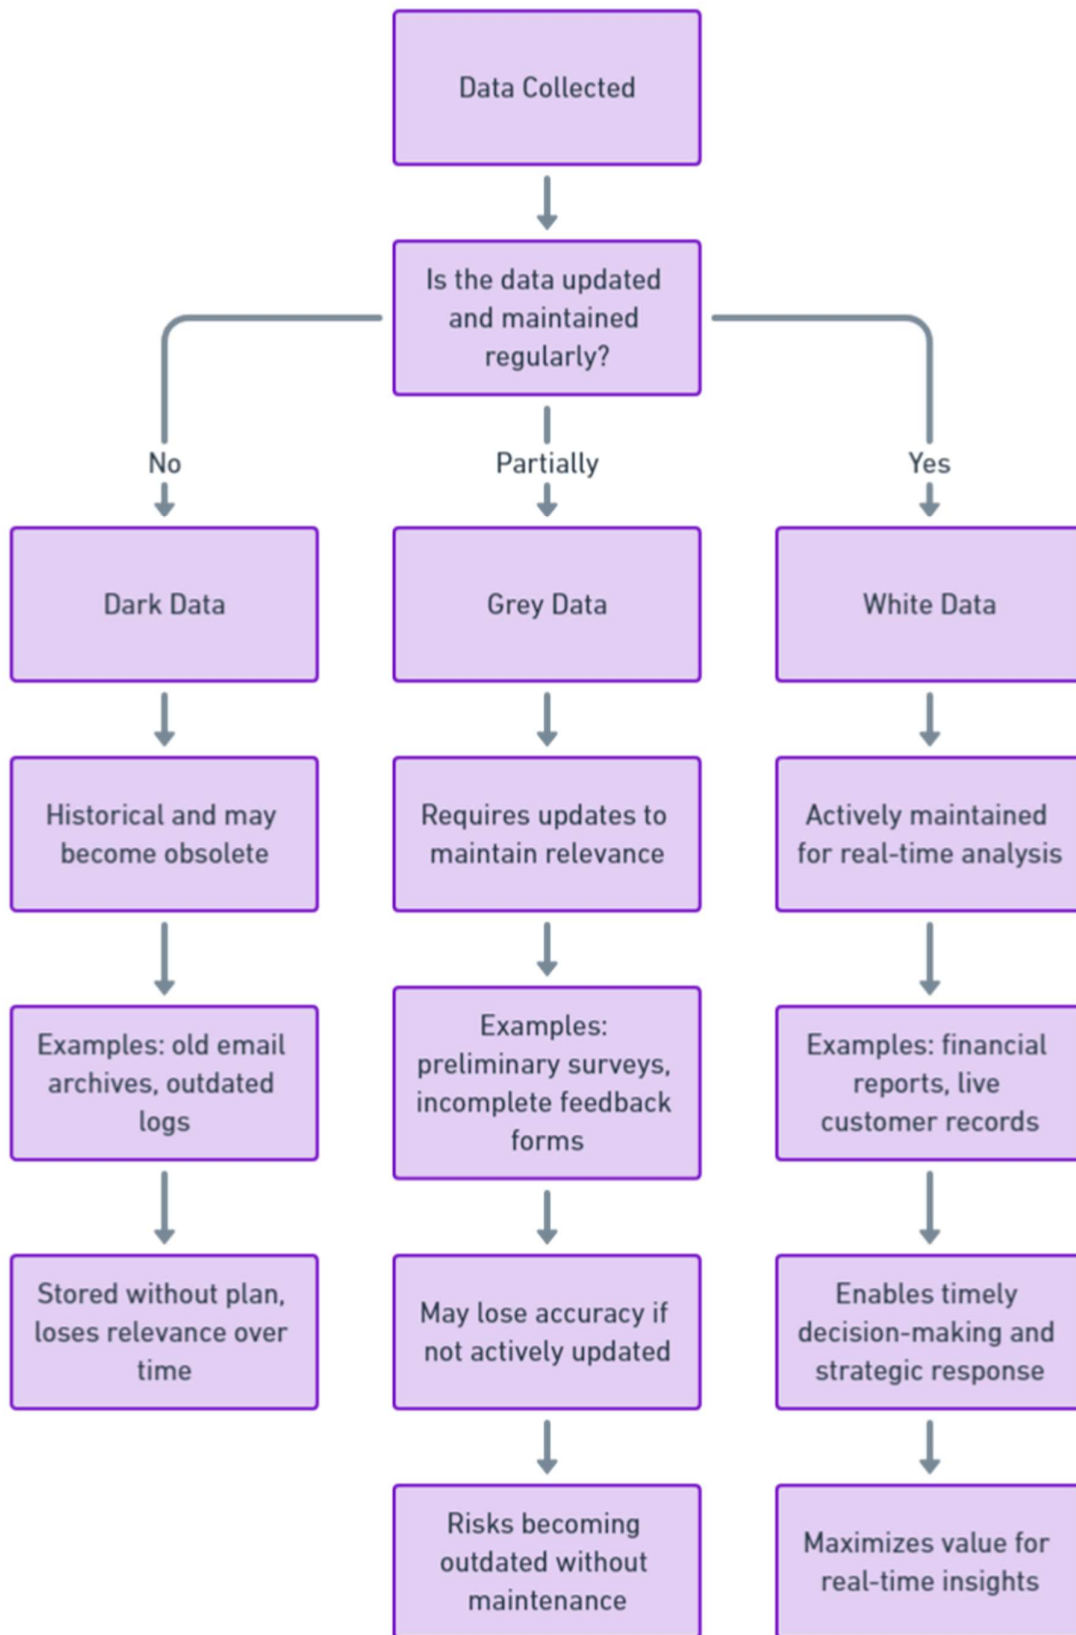 Data Collected
Is the data updated
and maintained
regularly?
No
Partially
Yes
Dark Data
Grey Data
White Data
Historical and may
become obsolete
Requires updates to
maintain relevance
Actively maintained
for real-time analysis
Examples: old email
archives, outdated
logs
Examples:
preliminary surveys,
incomplete feedback
forms
Examples: financial
reports, live
customer records
Stored without plan,
loses relevance over
time
May lose accuracy if
not actively updated
Enables timely
decision-making and
strategic response
Risks becoming
outdated without
maintenance
Maximizes value for
real-time insights